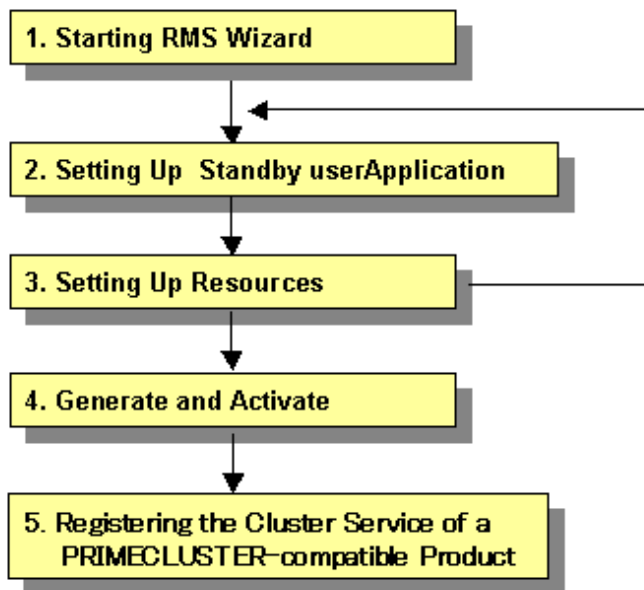 1. Starting RMS Wizard
2. Setting Up  Standby userApplication
3. Setting Up Resources
4. Generate and Activate
5. Registering the Cluster Service of a
PRIMECLUSTER-compatible Product